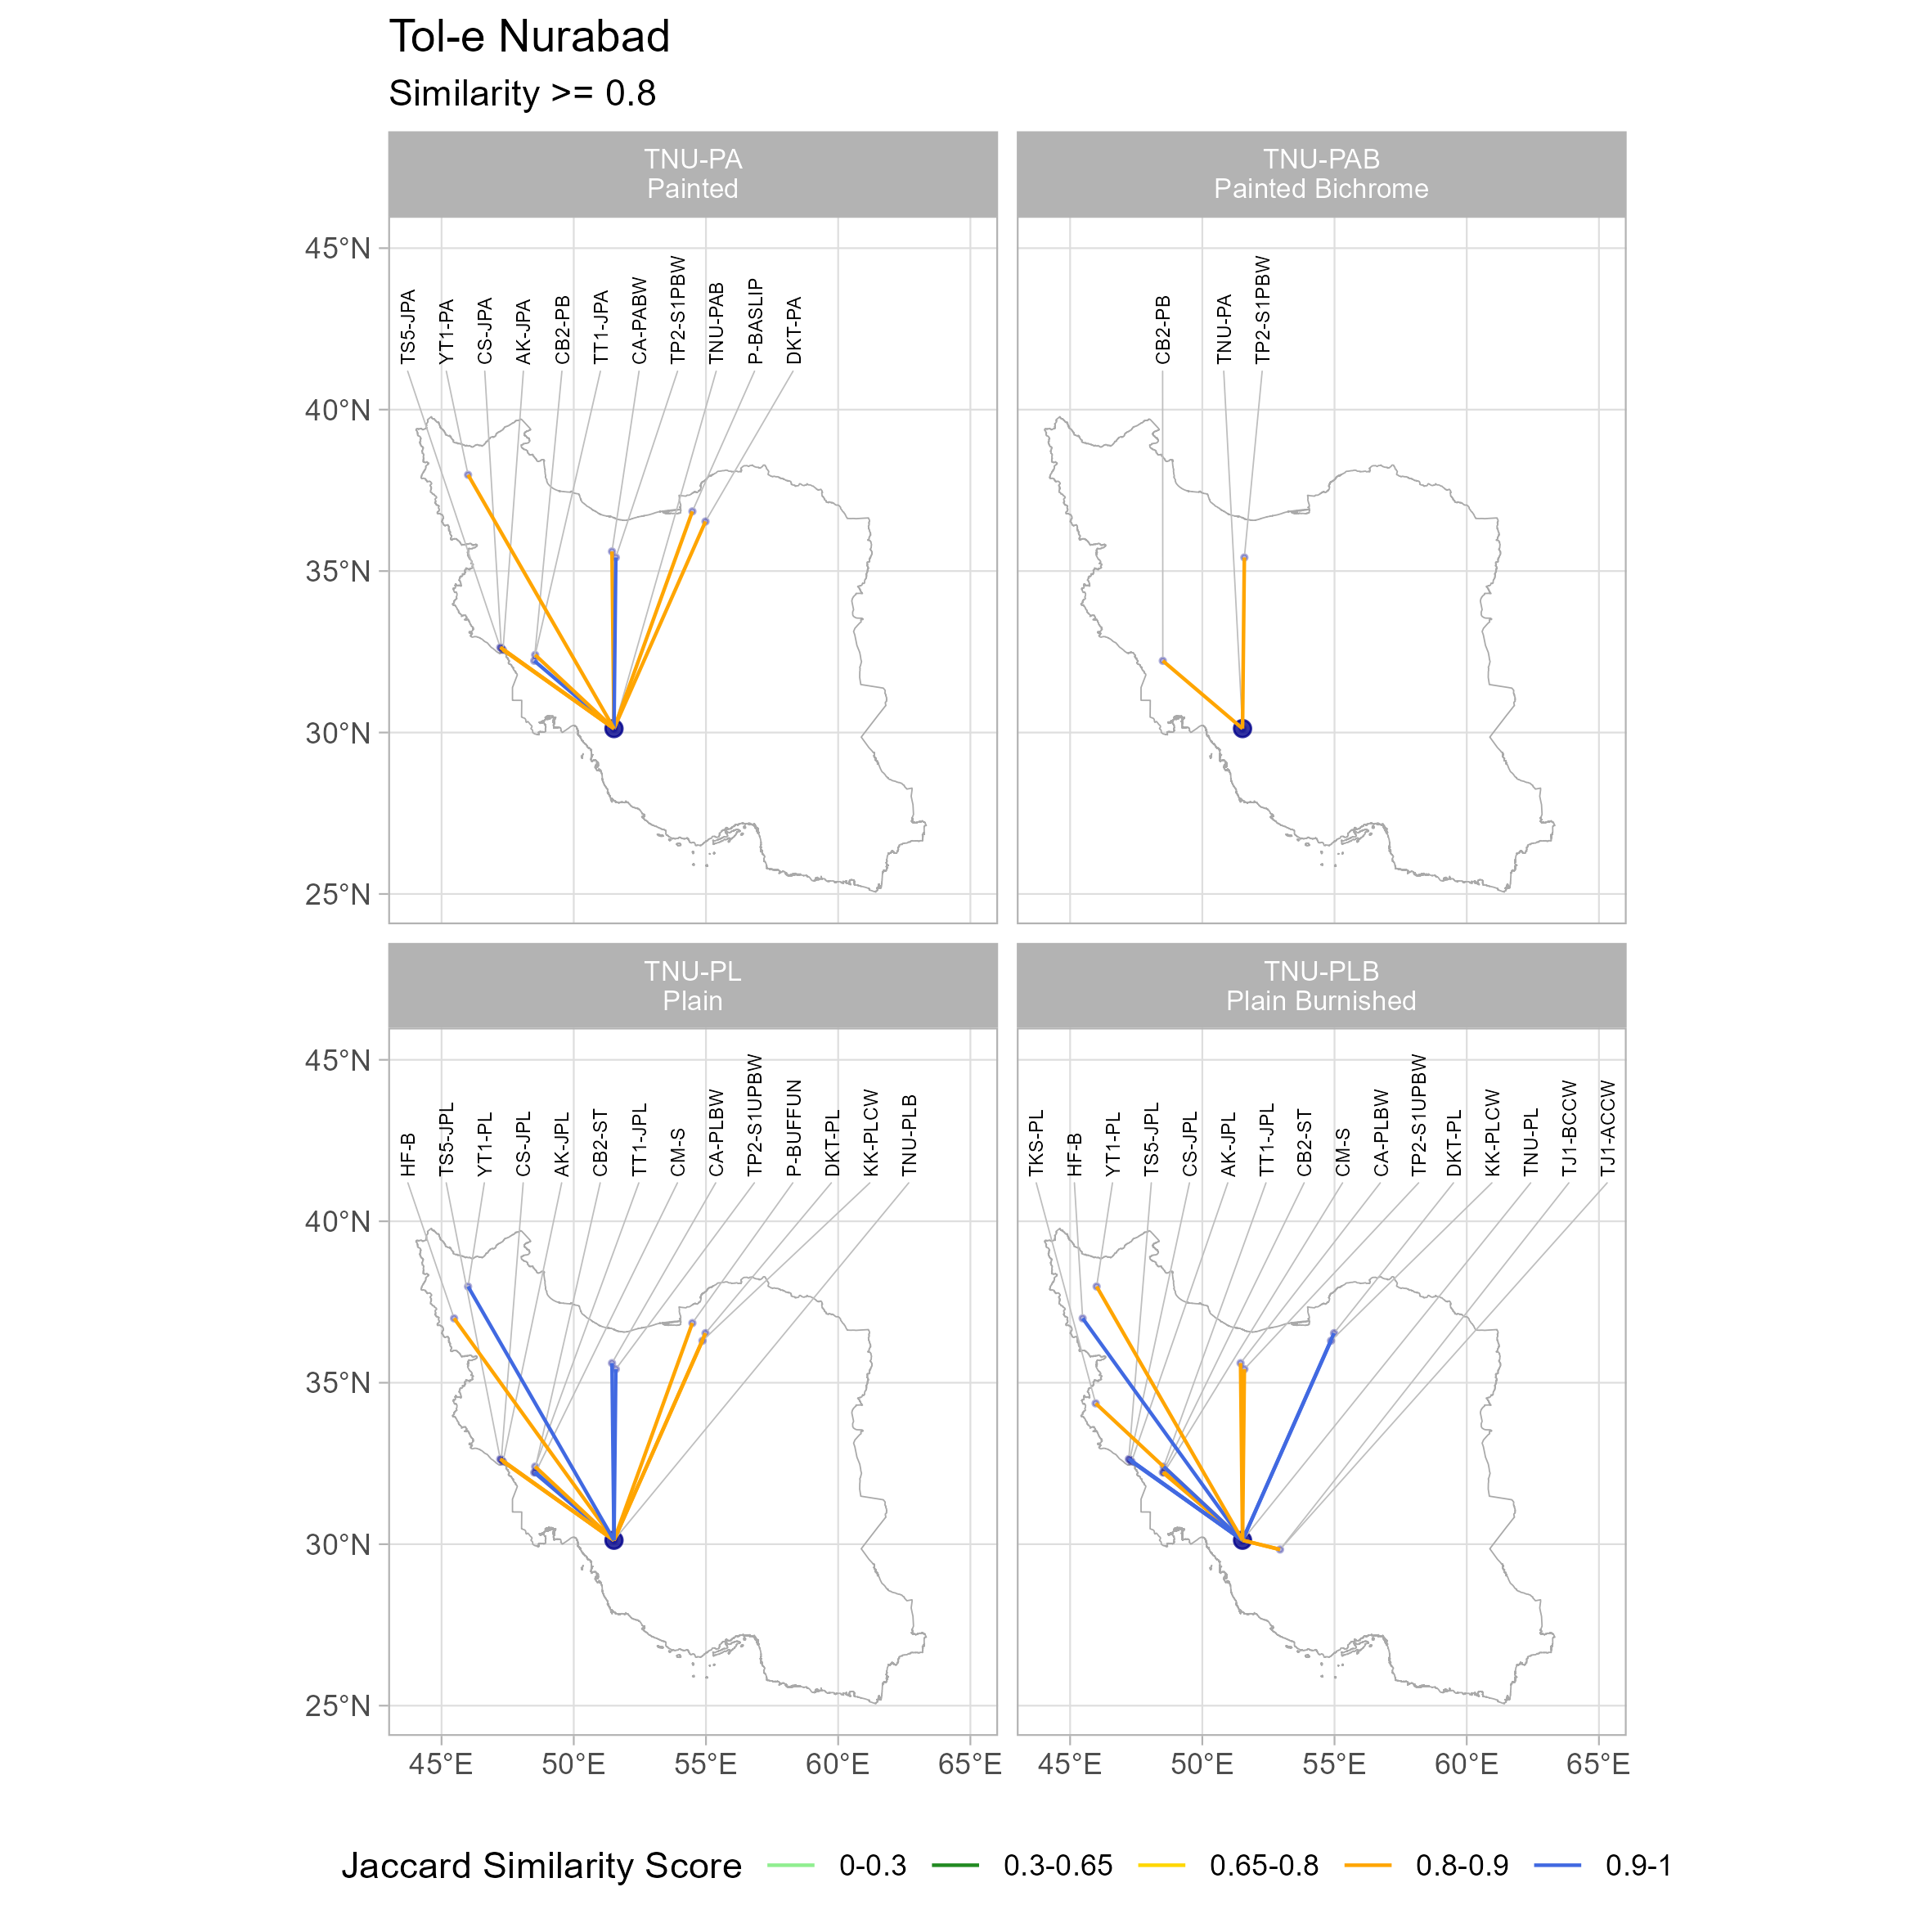 Tol-e Nurabad
Similarity >= 0.8
TNU-PA
Painted
TNU-PAB
Painted Bichrome
45°N
40°N
35°N
30°N
25°N
TS5-JPA
YT1-PA
CS-JPA
AK-JPA
CB2-PB
TT1-JPA
CA-PABW
TP2-S1PBW
TNU-PAB
P-BASLIP
DKT-PA
CB2-PB
TNU-PA
TP2-S1PBW
TNU-PL
Plain
TNU-PLB
Plain Burnished
45°N
40°N
35°N
30°N
25°N
HF-B
TS5-JPL
YT1-PL
CS-JPL
AK-JPL
CB2-ST
TT1-JPL
CM-S
CA-PLBW
TP2-S1UPBW
P-BUFFUN
DKT-PL
KK-PLCW
TNU-PLB
TKS-PL
HF-B
YT1-PL
TS5-JPL
CS-JPL
AK-JPL
TT1-JPL
CB2-ST
CM-S
CA-PLBW
TP2-S1UPBW
DKT-PL
KK-PLCW
TNU-PL
TJ1-BCCW
TJ1-ACCW
45°E 50°E 55°E 60°E 65°E
45°E 50°E 55°E 60°E 65°E
Jaccard Similarity Score 0-0.3 0.3-0.65 0.65-0.8 0.8-0.9 0.9-1